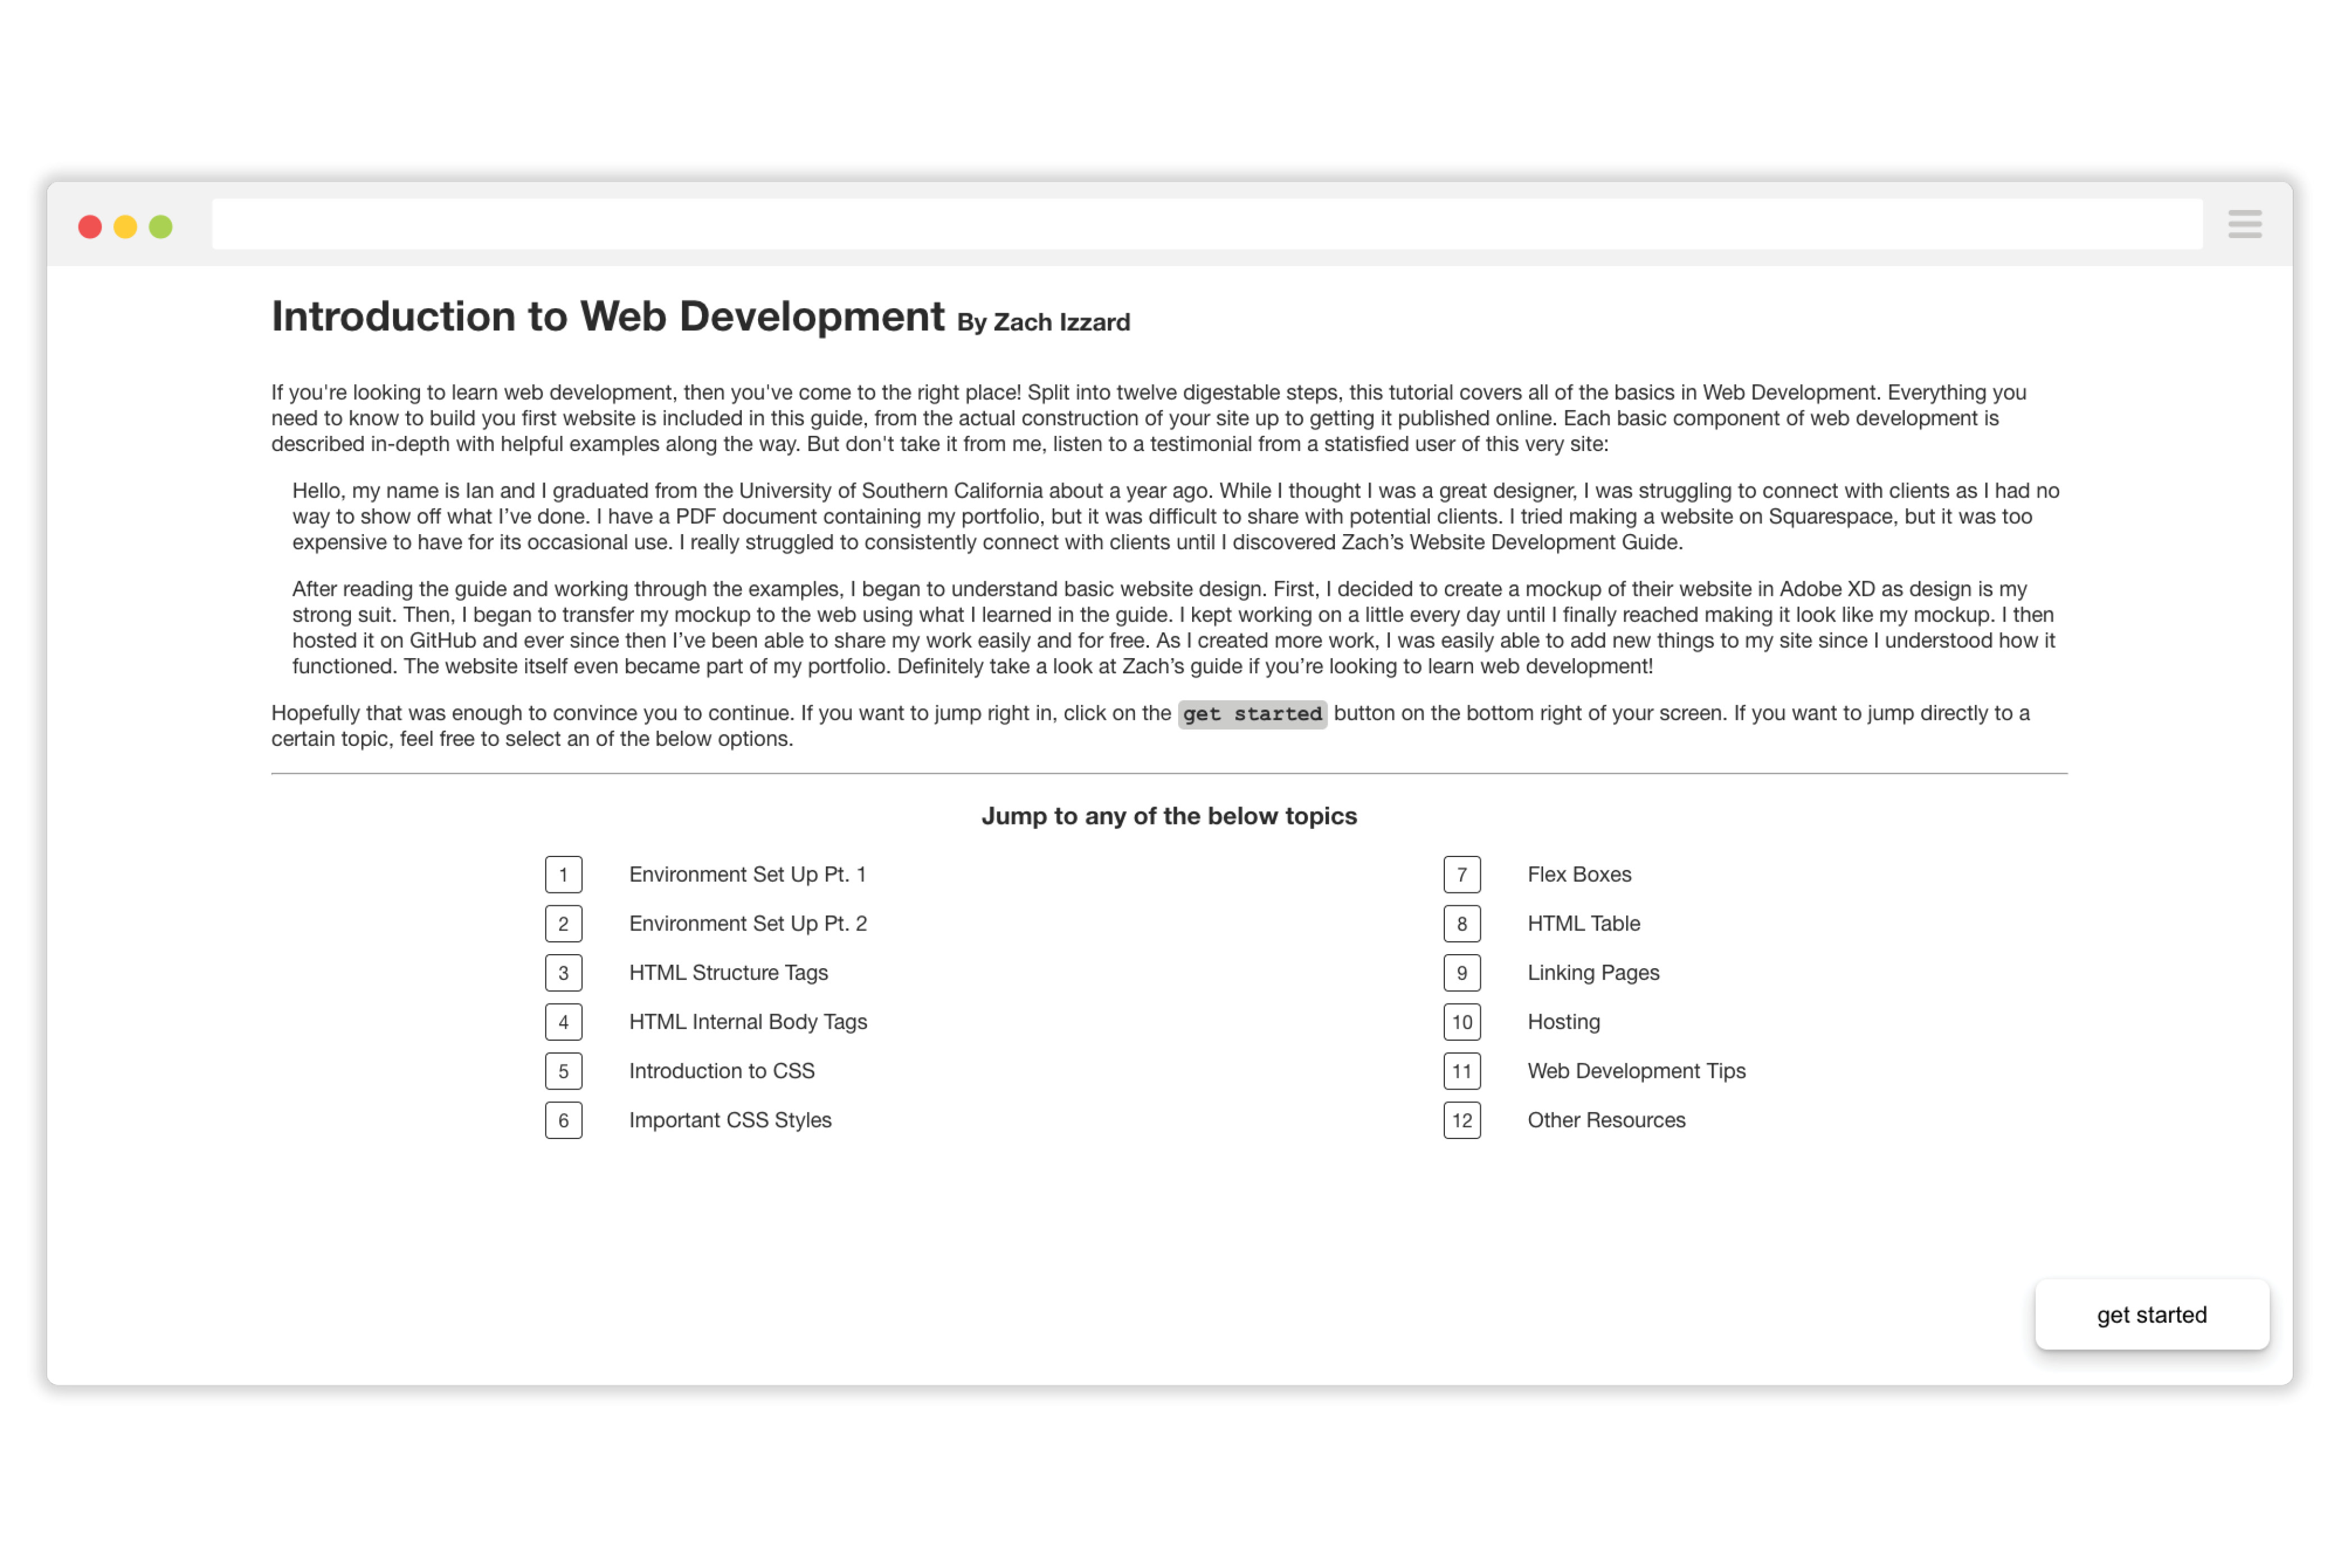 Introduction to Web Development By Zach Izzard
If you're looking to learn web development, then you've come to the right place! Split into twelve digestable steps, this tutorial covers all of the basics in Web Development. Everything you
need to know to build you first website is included in this guide, from the actual construction of your site up to getting it published online. Each basic component of web development is
described in-depth with helpful examples along the way. But don't take it from me, listen to a testimonial from a statisfied user of this very site:
Hello, my name is Ian and I graduated from the University of Southern California about a year ago. While I thought I was a great designer, I was struggling to connect with clients as I had no
way to show off what I’ve done. I have a PDF document containing my portfolio, but it was difficult to share with potential clients. I tried making a website on Squarespace, but it was too
expensive to have for its occasional use. I really struggled to consistently connect with clients until I discovered Zach’s Website Development Guide.
After reading the guide and working through the examples, I began to understand basic website design. First, I decided to create a mockup of their website in Adobe XD as design is my
strong suit. Then, I began to transfer my mockup to the web using what I learned in the guide. I kept working on a little every day until I finally reached making it look like my mockup. I then
hosted it on GitHub and ever since then I’ve been able to share my work easily and for free. As I created more work, I was easily able to add new things to my site since I understood how it
functioned. The website itself even became part of my portfolio. Definitely take a look at Zach’s guide if you’re looking to learn web development!
Hopefully that was enough to convince you to continue. If you want to jump right in, click on the get started button on the bottom right of your screen. If you want to jump directly to a
certain topic, feel free to select an of the below options.
Jump to any of the below topics
1 Environment Set Up Pt. 1
2 Environment Set Up Pt. 2
3 HTML Structure Tags
4 HTML Internal Body Tags
5 Introduction to CSS
6 Important CSS Styles
7 Flex Boxes
8 HTML Table
9 Linking Pages
10 Hosting
11 Web Development Tips
12 Other Resources
get started